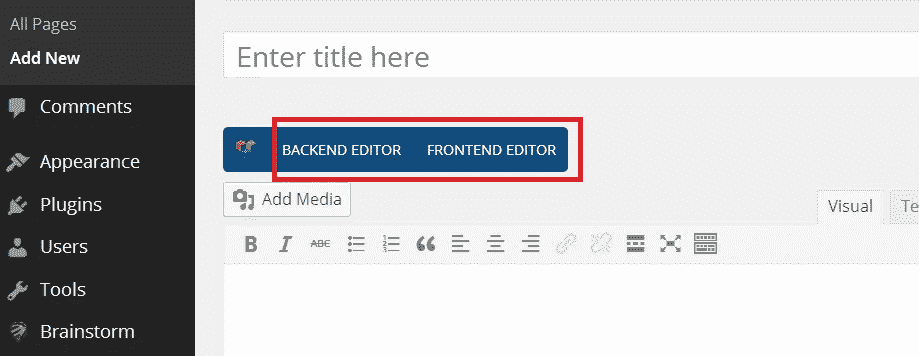 All Pages
Add New
Comments
Appearance
Plugins
Users
Tools
Brainstorm
Enter title here
BACKEND EDITOR FRONTEND EDITOR
Add Media
Visual Te
B I ABC